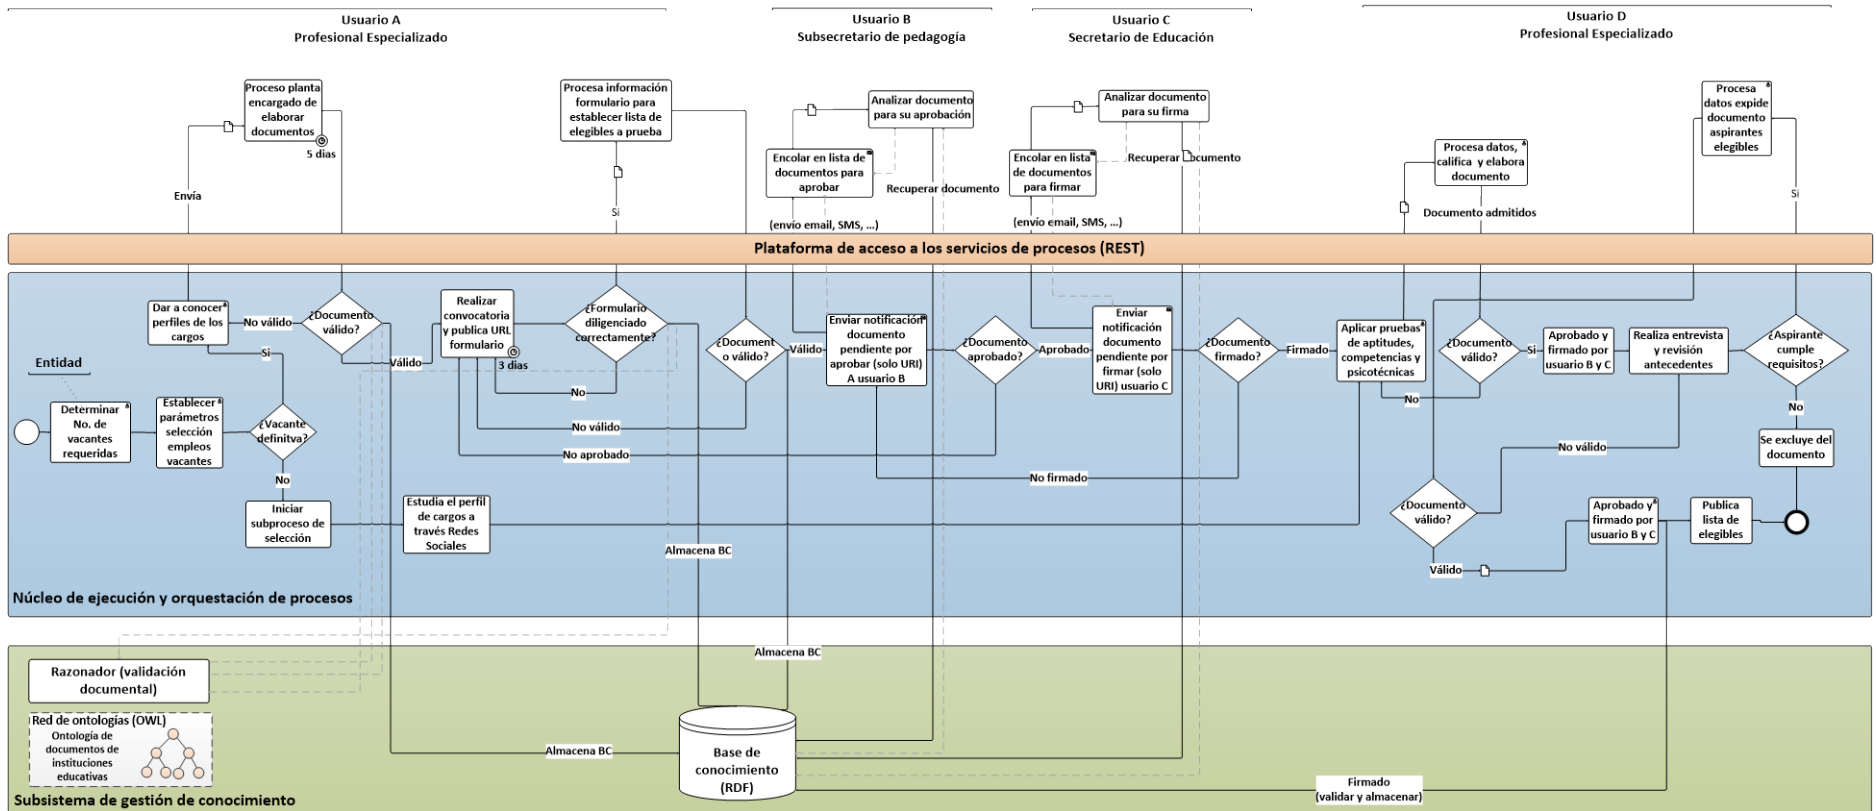 Usuario A
Profesional Especializado
Usuario B
Subsecretario de pedagogía
Usuario C
Secretario de Educación
Usuario D
Profesional Especializado
Proceso planta
encargado de
elaborar
documentos
5 dias
Envía
Procesa información
formulario para
establecer lista de
elegibles a prueba
Si
Analizar documento
para su aprobación
Encolar en lista de
documentos para
aprobar
Recuperar documento
(envío email, SMS, ...)
Analizar documento
para su firma
Encolar en lista
de documentos
para firmar
Recuperar documento
(envío email, SMS, ...)
Procesa datos,
califica y elabora
documento
Documento admitidos
Procesa
datos expide
documento
aspirantes
elegibles
Si
Plataforma de acceso a los servicios de procesos (REST)
Dar a conocer
perfiles de los
cargos
No válido
¿Documento
válido?
Válido
Realizar
convocatoria
y publica URL
formulario
3 dias
¿Formulario
diligenciado
correctamente?
No
¿Document
o válido?
No válido
Válido
Enviar notificación
documento
pendiente por
aprobar (solo URI)
A usuario B
¿Documento
aprobado?
No aprobado
Aprobado
Enviar
notificación
documento
pendiente por
firmar (solo
URI) usuario C
¿Documento
firmado?
No firmado
Firmado
Aplicar pruebas
de aptitudes,
competencias y
psicotécnicas
¿Documento
válido?
No
Si
Aprobado y
firmado por
usuario B y C
Realiza entrevista
y revisión
antecedentes
¿Aspirante
cumple
requisitos?
No
Se excluye del
documento
Entidad
Determinar
No. de
vacantes
requeridas
Establecer
parámetros
selección
empleos
vacantes
Si
¿Vacante
definitva?
No
Iniciar
subproceso de
selección
Estudia el perfil
de cargos a
través Redes
Sociales
No válido
¿Documento
válido?
Válido
Aprobado y
firmado por
usuario B y C
Publica
lista de
elegibles
Almacena BC
Núcleo de ejecución y orquestación de procesos
Almacena BC
Razonador (validación
documental)
Red de ontologías (OWL)
Ontología de
documentos de
instituciones
educativas
Almacena BC
Base de
conocimiento
(RDF)
Firmado
(validar y almacenar)
Subsistema de gestión de conocimiento